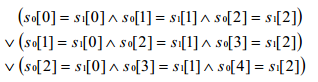 (s₀[0] = s₁[0] ∧ s₀[1] = s₁[1] ∧ s₀[2] = s₁[2])
∨ (s₀[1] = s₁[0] ∧ s₀[2] = s₁[1] ∧ s₀[3] = s₁[2])
∨ (s₀[2] = s₁[0] ∧ s₀[3] = s₁[1] ∧ s₀[4] = s₁[2])